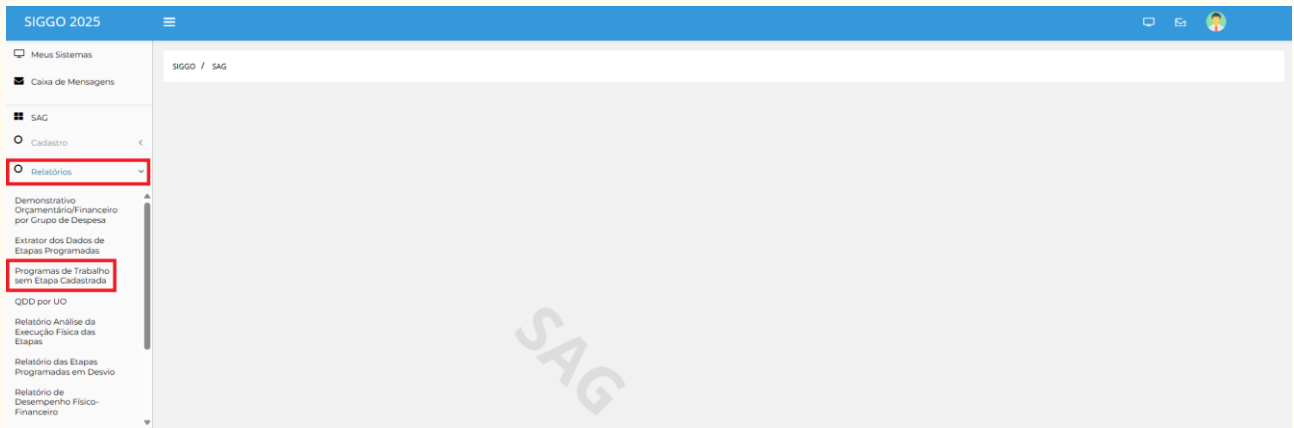 SIGGO 2025
Meus Sistemas
Caixa de Mensagens
SAG
Cadastro
Relatórios
Demonstrativo
Orçamentário/Financeiro
por Grupo de Despesa
Extrator dos Dados de
Etapas Programadas
Programas de Trabalho
sem Etapa Cadastrada
QDD por UO
Relatório Análise da
Execução Física das
Etapas
Relatório das Etapas
Programadas em Desvio
Relatório de
Desempenho Físico-
Financeiro
SIGGO / SAG
SAG